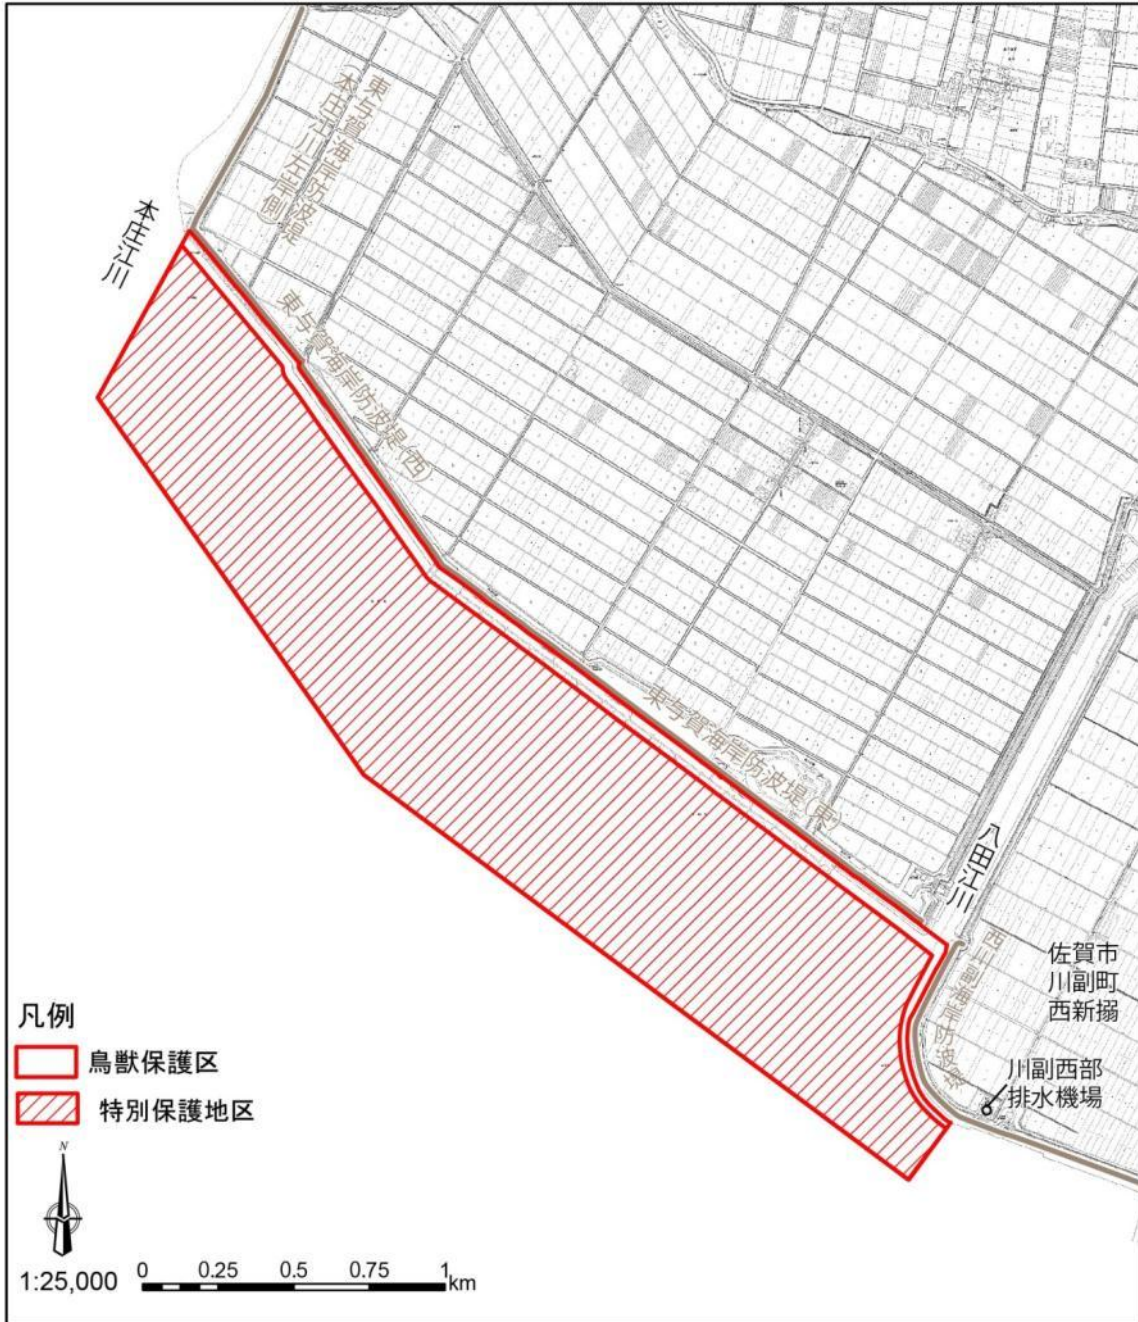 東与賀海岸防波堤
(本庄江川左岸側)
本庄江川
東与賀海岸防波堤(西)
東与賀海岸防波堤(東)
八田江川
西川副海岸防波堤
佐賀市
川副町
西新搦
川副西部
排水機場
凡例
鳥獣保護区
特別保護地区
N
1:25,000
0 0.25 0.5 0.75 1
km